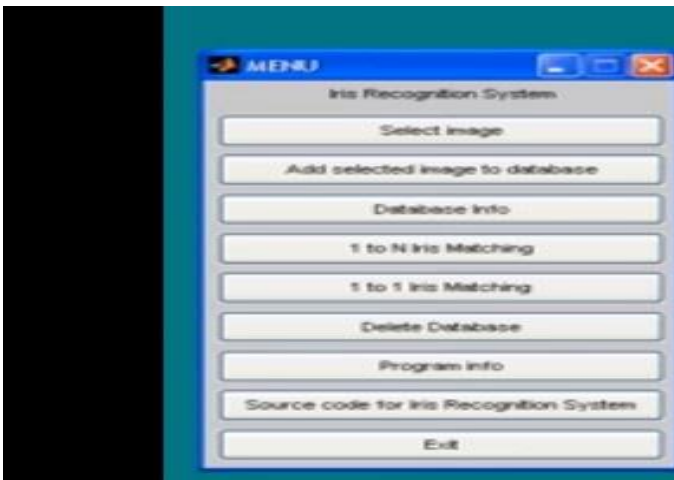 MENU
Iris Recognition System
Select image
Add selected image to database
Database Info
1 to N Iris Matching
1 to 1 Iris Matching
Delete Database
Program info
Source code for Iris Recognition System
Exit